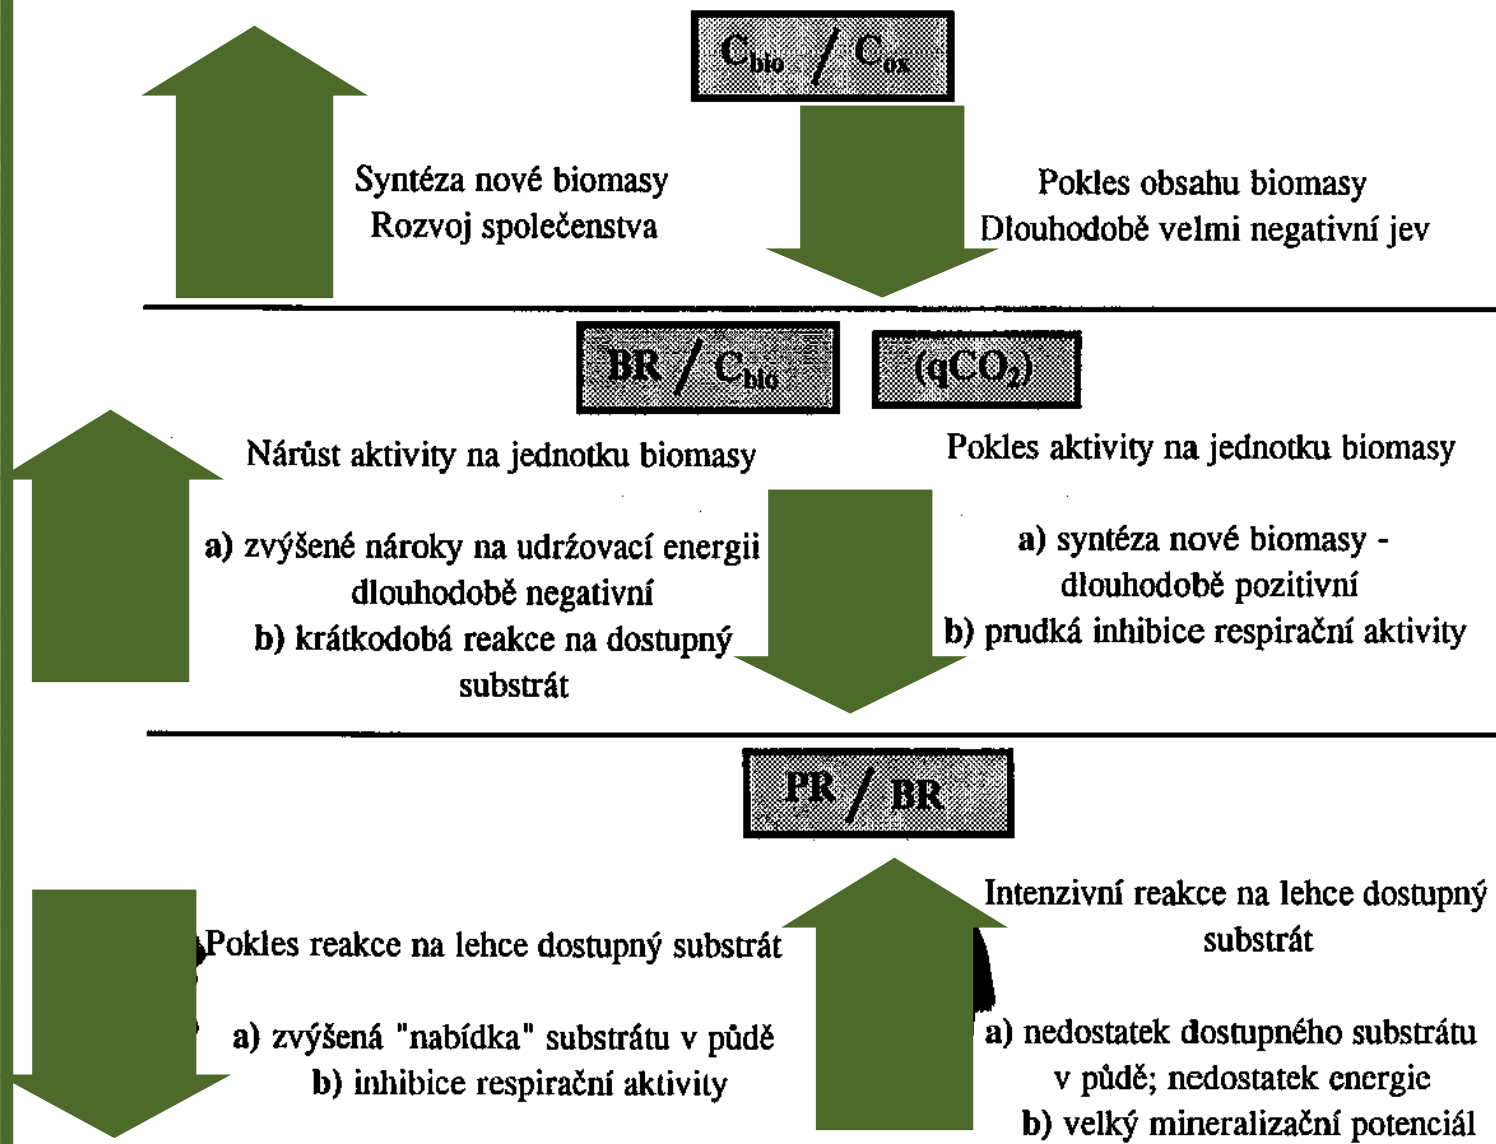 C_bio / C_ox
Syntéza nové biomasy
Rozvoj společenstva
Pokles obsahu biomasy
Dlouhodobě velmi negativní jev
BR / C_bio
(qCO₂)
Nárůst aktivity na jednotku biomasy
a) zvýšené nároky na udržovací energii
dlouhodobě negativní
b) krátkodobá reakce na dostupný
substrát
Pokles aktivity na jednotku biomasy
a) syntéza nové biomasy -
dlouhodobě pozitivní
b) prudká inhibice respirační aktivity
PR / BR
Pokles reakce na lehce dostupný substrát
a) zvýšená "nabídka" substrátu v půdě
b) inhibice respirační aktivity
Intenzivní reakce na lehce dostupný
substrát
a) nedostatek dostupného substrátu
v půdě; nedostatek energie
b) velký mineralizační potenciál